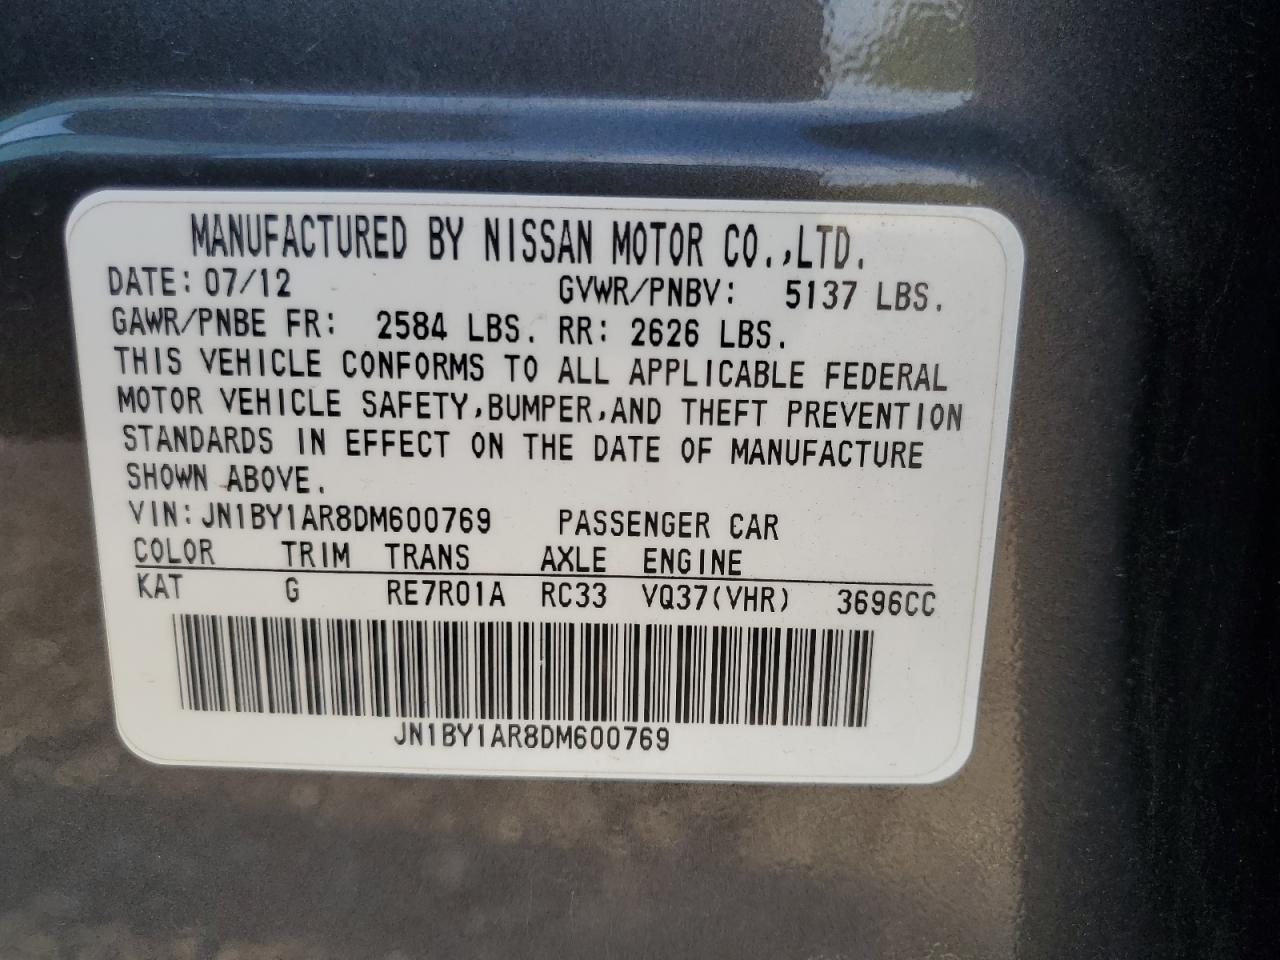 MANUFACTURED BY NISSAN MOTOR CO.,LTD.
DATE: 07/12 GVWR/PNBV: 5137 LBS.
GAWR/PNBE FR: 2584 LBS. RR: 2626 LBS.
THIS VEHICLE CONFORMS TO ALL APPLICABLE FEDERAL
MOTOR VEHICLE SAFETY,BUMPER,AND THEFT PREVENTION
STANDARDS IN EFFECT ON THE DATE OF MANUFACTURE
SHOWN ABOVE.
VIN: JN1BY1AR8DM600769 PASSENGER CAR
COLOR TRIM TRANS AXLE ENGINE
KAT G RE7R01A RC33 VQ37(VHR) 3696CC
JN1BY1AR8DM600769